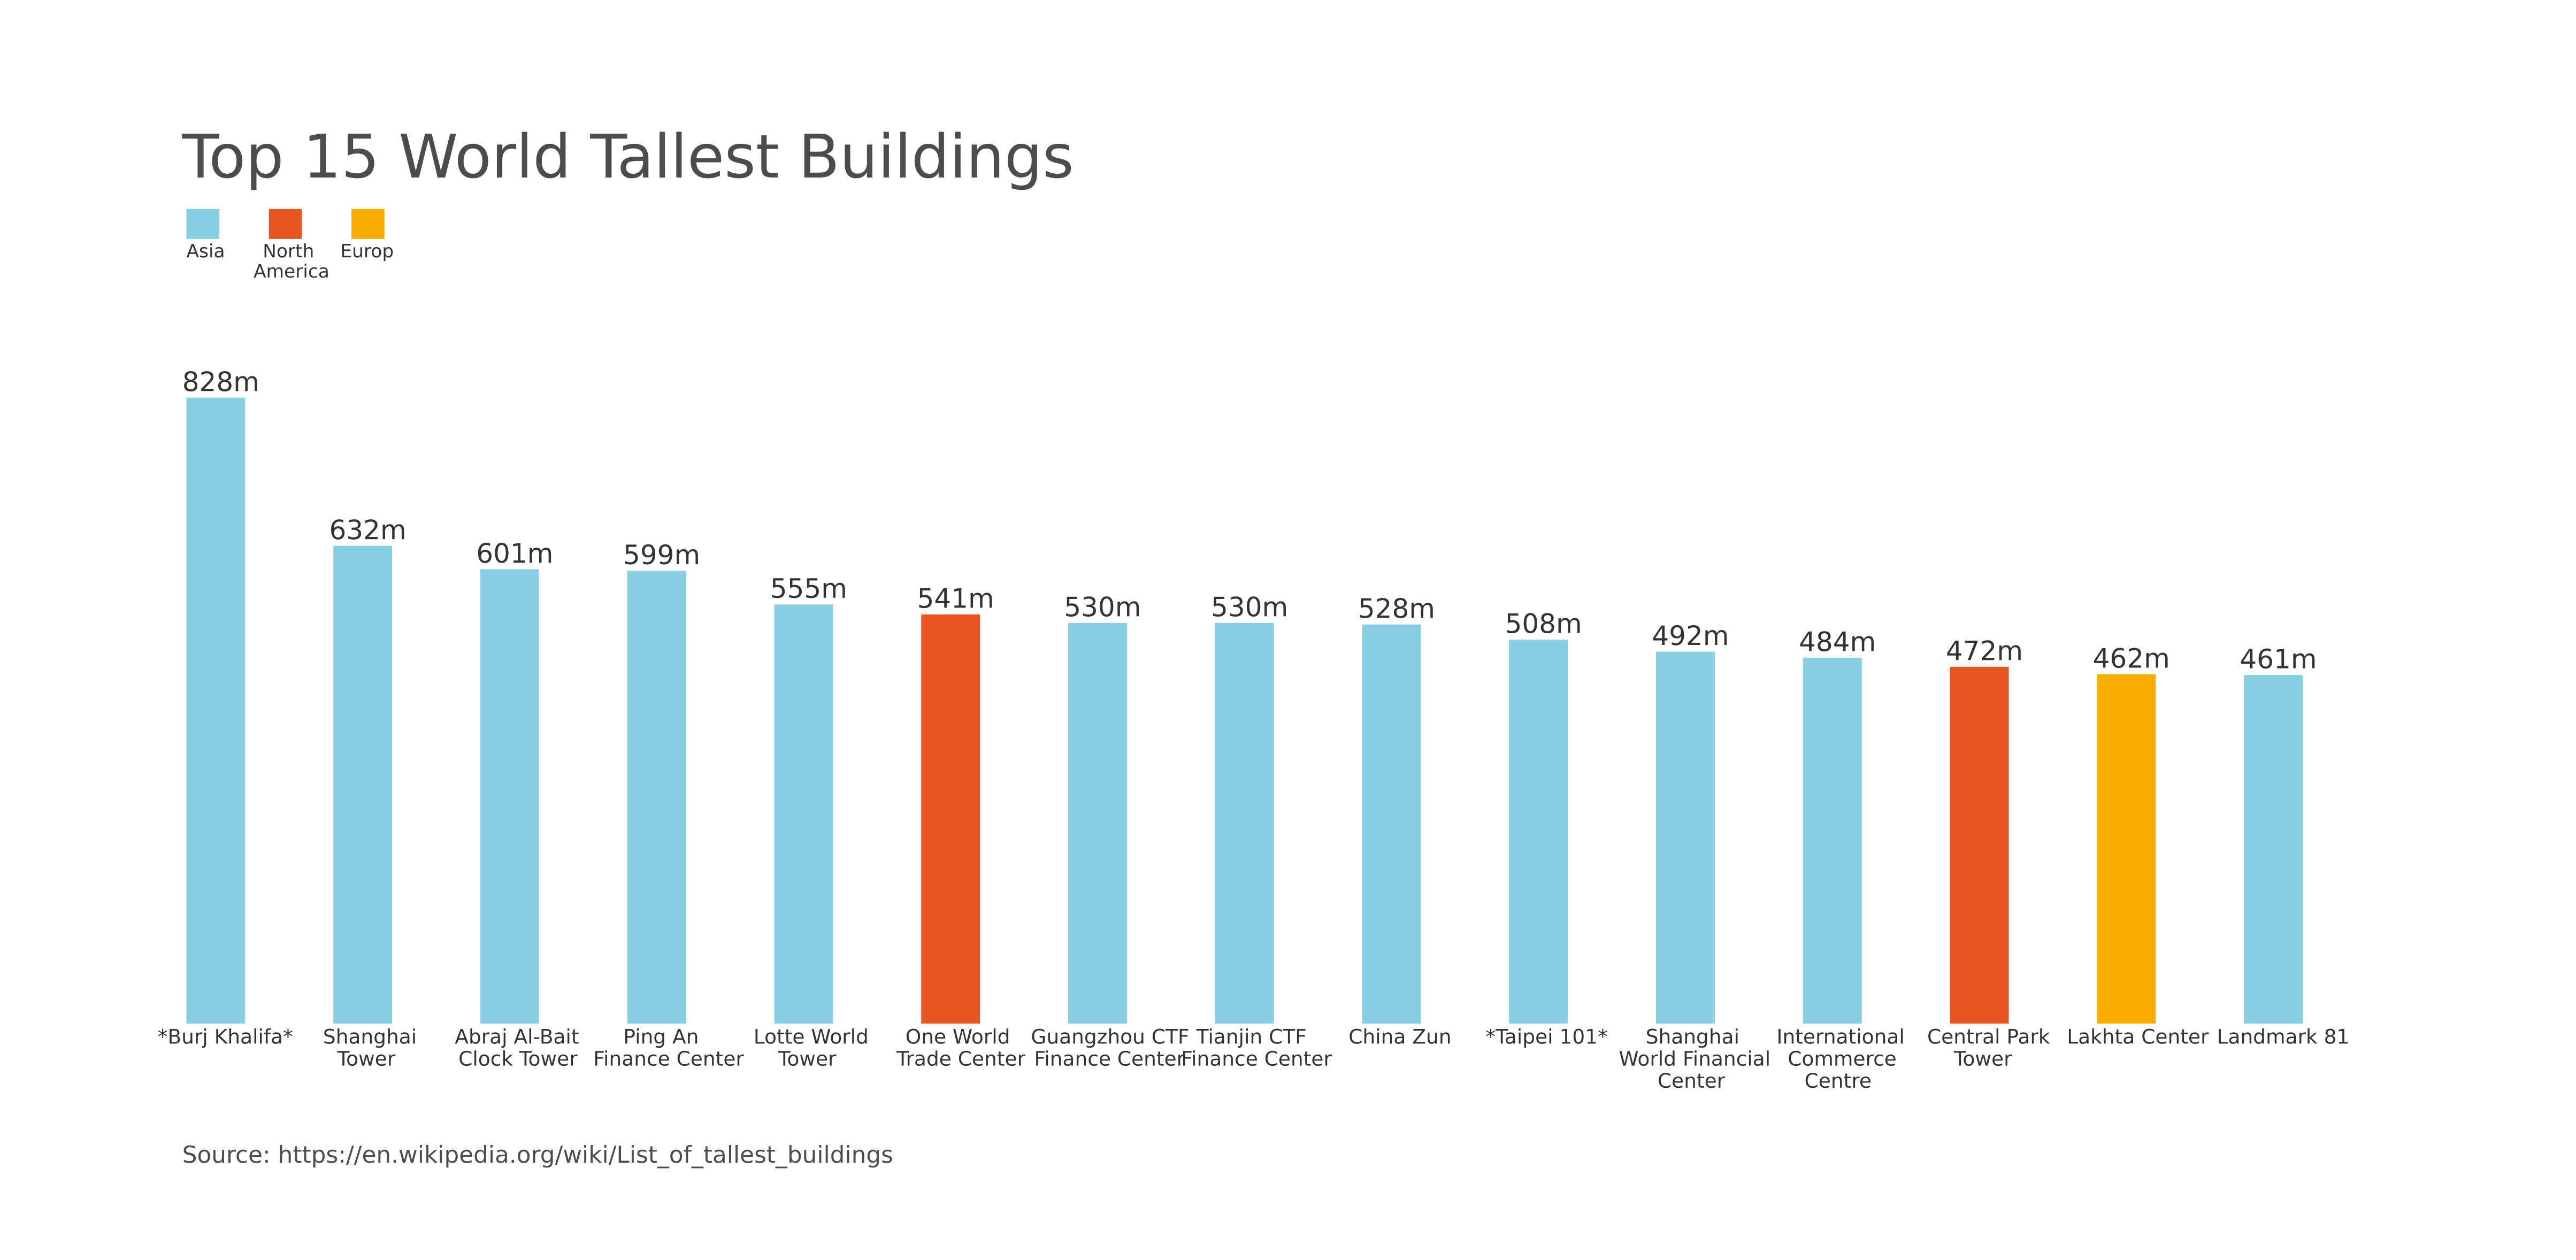 Top 15 World Tallest Buildings
Asia
North
America
Europ
828m
632m
601m
599m
555m
541m
530m
530m
528m
508m
492m
484m
472m
462m
461m
*Burj Khalifa*
Shanghai
Tower
Abraj Al-Bait
Clock Tower
Ping An
Finance Center
Lotte World
Tower
One World
Trade Center
Guangzhou CTF
Finance Center
Tianjin CTF
Finance Center
China Zun
*Taipei 101*
Shanghai
World Financial
Center
International
Commerce
Centre
Central Park
Tower
Lakhta Center
Landmark 81
Source: https://en.wikipedia.org/wiki/List_of_tallest_buildings